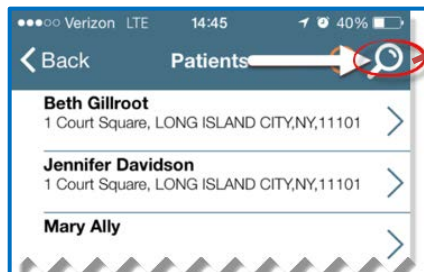 Verizon LTE 14:45 40%
Back Patients
Beth Gillroot
1 Court Square, LONG ISLAND CITY,NY,11101
Jennifer Davidson
1 Court Square, LONG ISLAND CITY,NY,11101
Mary Ally